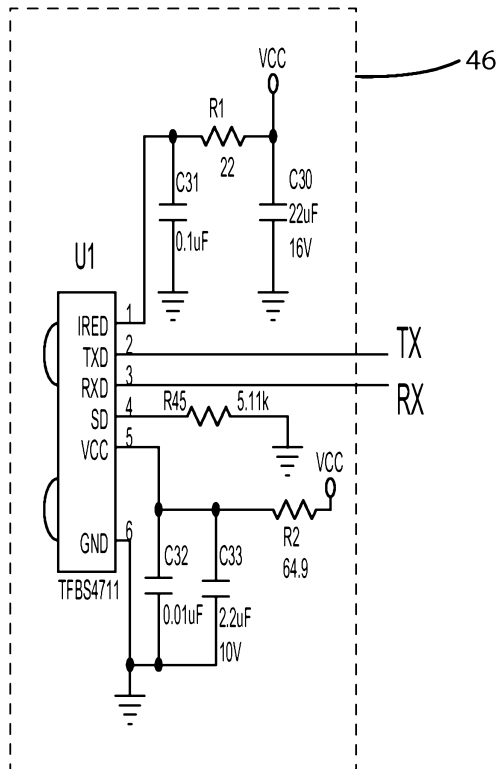 VCC
46
R1
22
C31
0.1uF
C30
22uF
16V
U1
IRED
1
TXD
2
TX
RXD
3
RX
SD
4
R45
5.11k
VCC
5
VCC
R2
64.9
GND
6
C32
0.01uF
C33
2.2uF
10V
TFBS4711